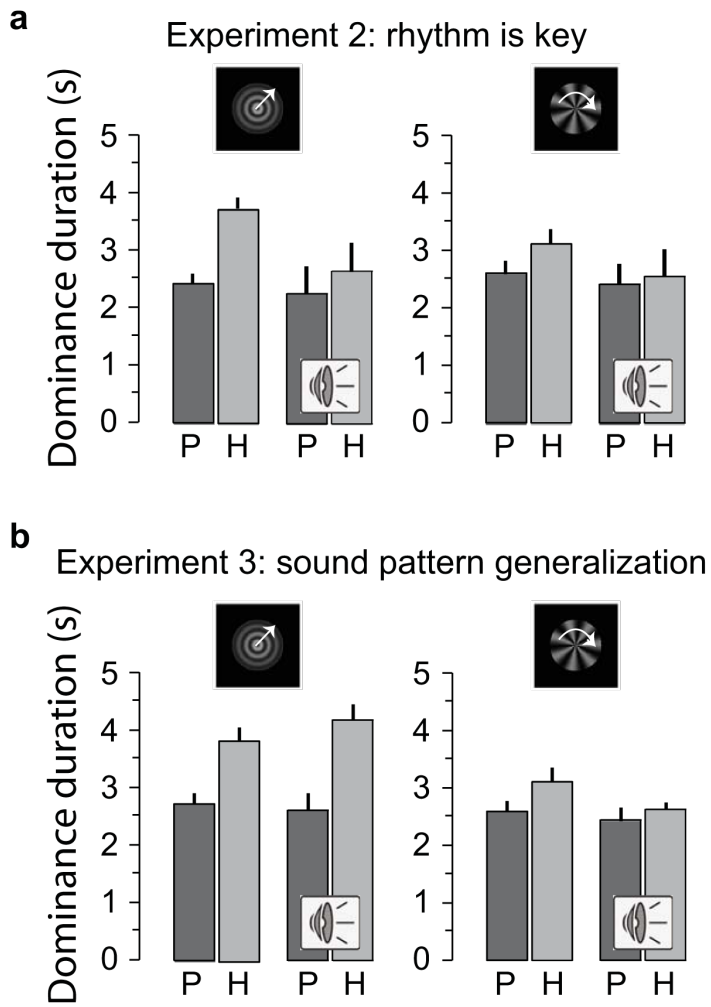 a
Experiment 2: rhythm is key
Dominance duration (s)
5
4
3
2
1
0
P H P H
5
4
3
2
1
0
P H P H
b
Experiment 3: sound pattern generalization
Dominance duration (s)
5
4
3
2
1
0
P H P H
5
4
3
2
1
0
P H P H